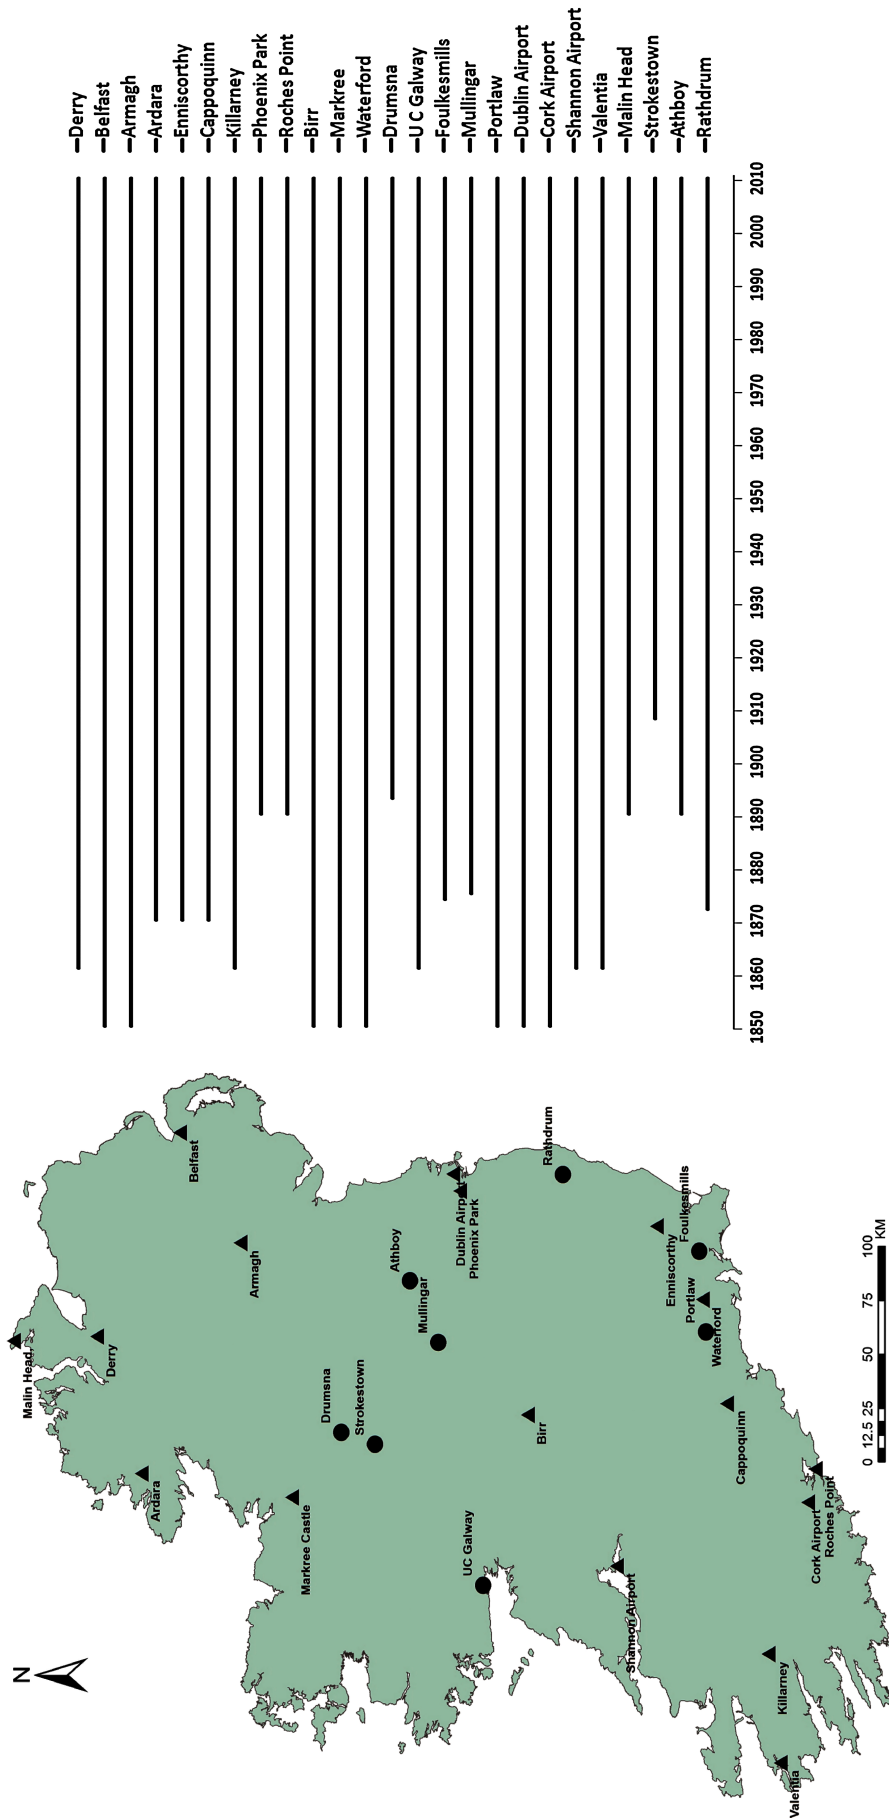 Derry
Belfast
Armagh
Ardara
Enniscorthy
Cappoquinn
Killarney
Phoenix Park
Roches Point
Birr
Markree
Waterford
Drumsna
UC Galway
Foulkesmills
Mullingar
Portlaw
Dublin Airport
Cork Airport
Shannon Airport
Valentia
Malin Head
Strokestown
Athboy
Rathdrum
1850 1860 1870 1880 1890 1900 1910 1920 1930 1940 1950 1960 1970 1980 1990 2000 2010
N
Malin Head
Derry
Belfast
Ardara
Armagh
Markree Castle
Drumsna
Strokestown
Athboy
Mullingar
Dublin Airport
Phoenix Park
UC Galway
Birr
Rathdrum
Shannon Airport
Enniscorthy
Foulkesmills
Portlaw
Waterford
Cappoquinn
Killarney
Valentia
Cork Airport
Roches Point
0 12.5 25 50 75 100
KM